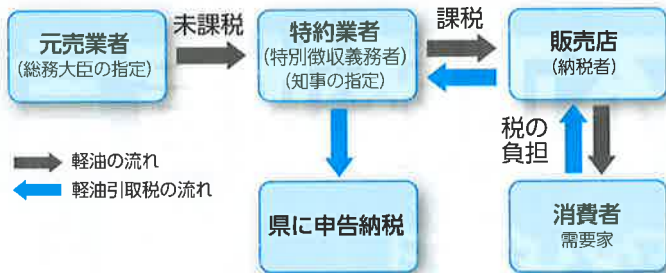 元売業者
(総務大臣の指定)
未課税
特約業者
(特別徴収義務者)
(知事の指定)
課税
販売店
(納税者)
税の
負担
軽油の流れ
軽油引取税の流れ
県に申告納税
消費者
需要家